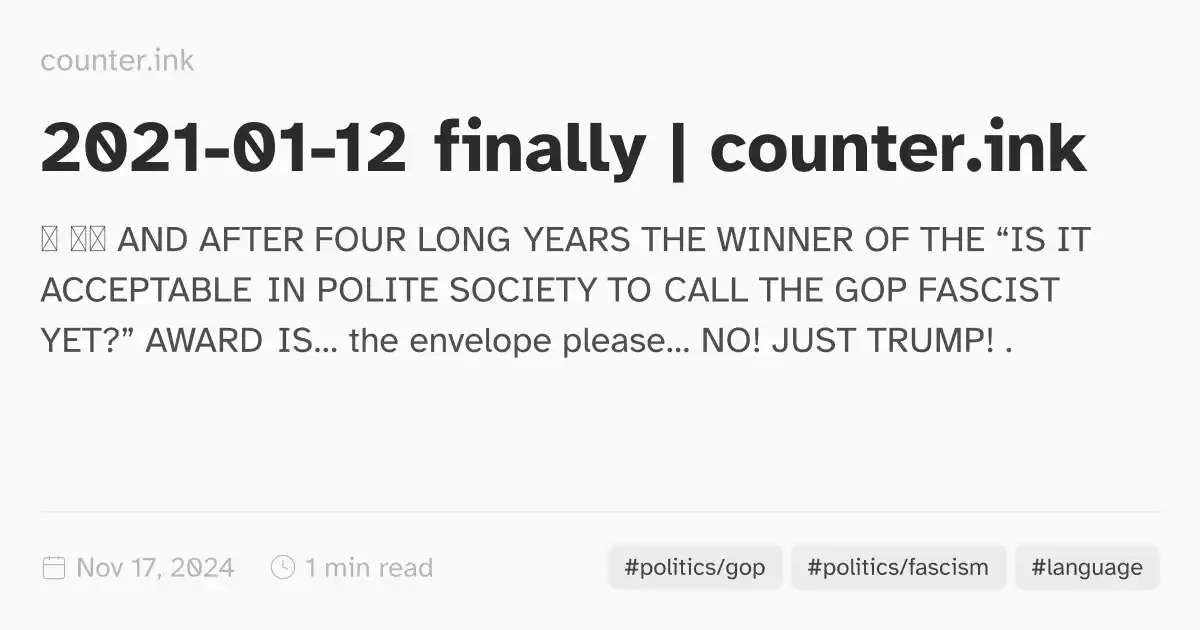 counter.ink
2021-01-12 finally | counter.ink
AND AFTER FOUR LONG YEARS THE WINNER OF THE “IS IT
ACCEPTABLE IN POLITE SOCIETY TO CALL THE GOP FASCIST
YET?” AWARD IS... the envelope please... NO! JUST TRUMP! .
Nov 17, 2024 1 min read #politics/gop #politics/fascism #language